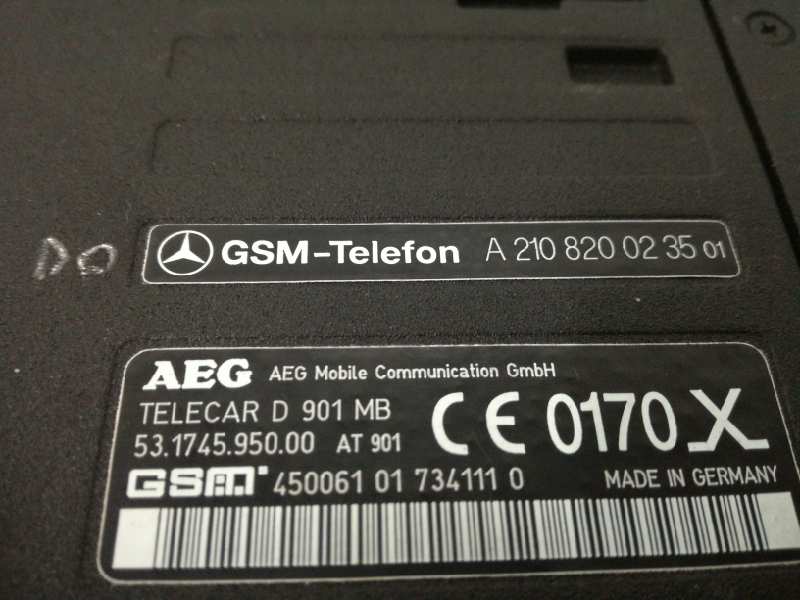 DO
GSM-Telefon A 210 820 02 35 01
AEG AEG Mobile Communication GmbH
TELECAR D 901 MB
53.1745.950.00 AT 901
CE 0170 X
GSM 450061 01 734111 0 MADE IN GERMANY